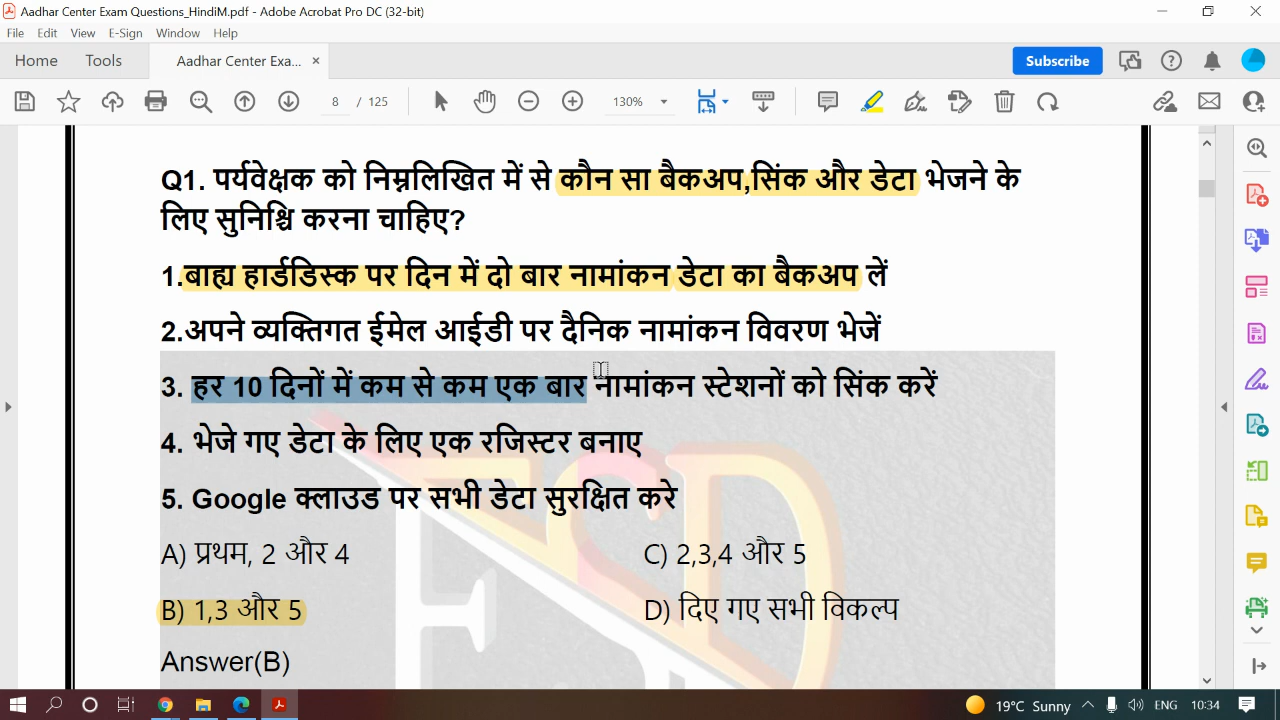 Aadhar Center Exam Questions_HindiM.pdf - Adobe Acrobat Pro DC (32-bit)
File Edit View E-Sign Window Help
Home Tools Aadhar Center Exa... × Subscribe
8 / 125 130%
Q1. पर्यवेक्षक को निम्नलिखित में से कौन सा बैकअप,सिंक और डेटा भेजने के
लिए सुनिश्चि करना चाहिए?
1.बाह्य हार्डडिस्क पर दिन में दो बार नामांकन डेटा का बैकअप लें
2.अपने व्यक्तिगत ईमेल आईडी पर दैनिक नामांकन विवरण भेजें
3. हर 10 दिनों में कम से कम एक बार नामांकन स्टेशनों को सिंक करें
4. भेजे गए डेटा के लिए एक रजिस्टर बनाए
5. Google क्लाउड पर सभी डेटा सुरक्षित करे
A) प्रथम, 2 और 4 C) 2,3,4 और 5
B) 1,3 और 5 D) दिए गए सभी विकल्प
Answer(B)
19°C Sunny ENG 10:34